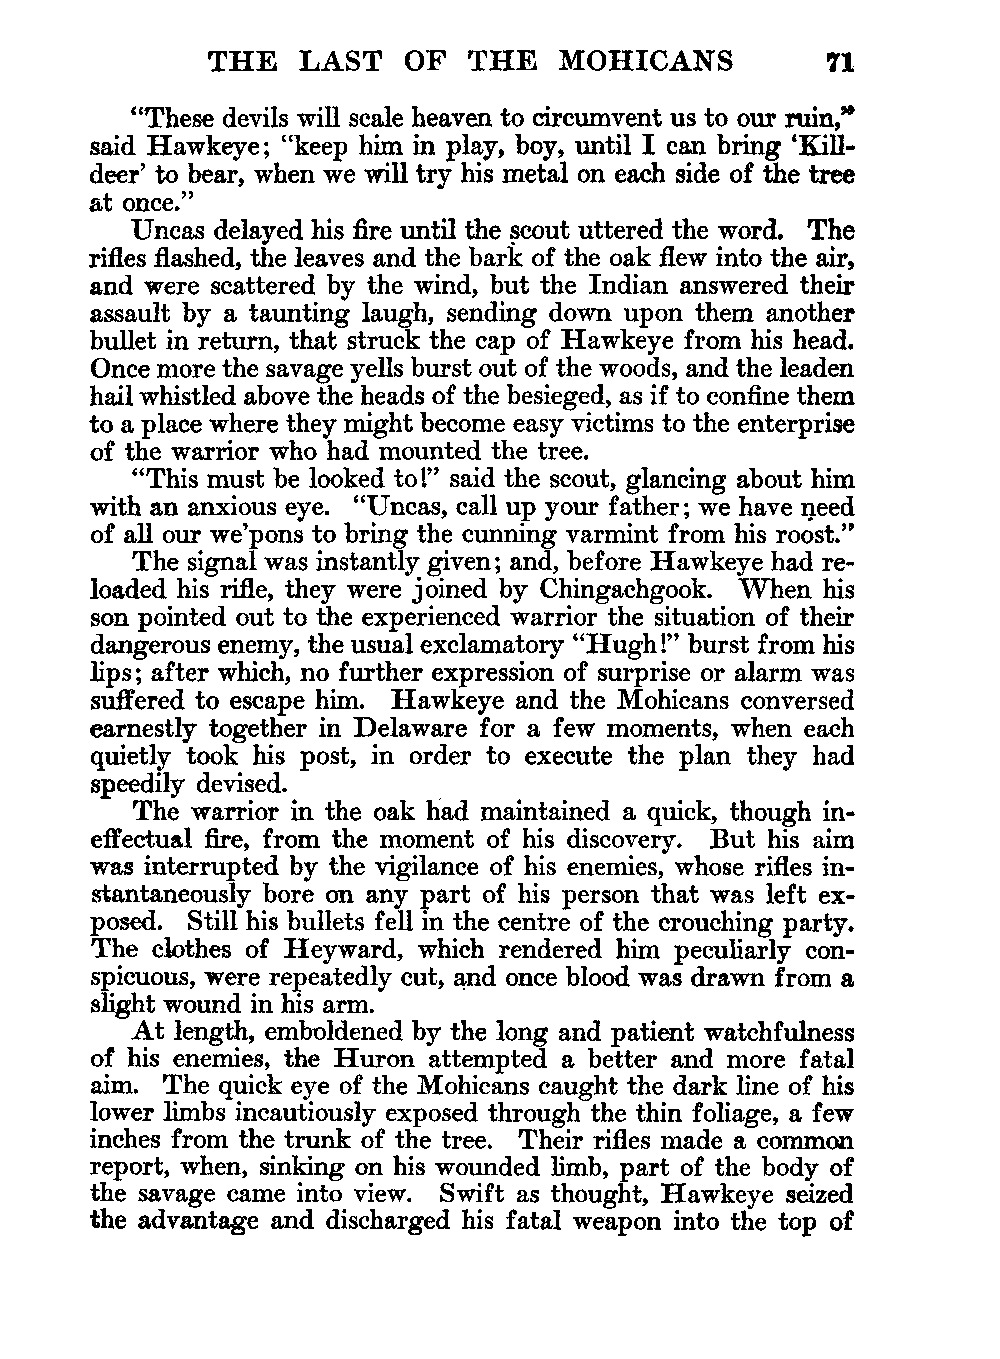 THE LAST OF THE MOHICANS 71
“These devils will scale heaven to circumvent us to our ruin,”
said Hawkeye; “keep him in play, boy, until I can bring ‘Kill-
deer’ to bear, when we will try his metal on each side of the tree
at once.”
Uncas delayed his fire until the scout uttered the word. The
rifles flashed, the leaves and the bark of the oak flew into the air,
and were scattered by the wind, but the Indian answered their
assault by a taunting laugh, sending down upon them another
bullet in return, that struck the cap of Hawkeye from his head.
Once more the savage yells burst out of the woods, and the leaden
hail whistled above the heads of the besieged, as if to confine them
to a place where they might become easy victims to the enterprise
of the warrior who had mounted the tree.
“This must be looked to!” said the scout, glancing about him
with an anxious eye. “Uncas, call up your father; we have need
of all our we’pons to bring the cunning varmint from his roost.”
The signal was instantly given; and, before Hawkeye had re-
loaded his rifle, they were joined by Chingachgook. When his
son pointed out to the experienced warrior the situation of their
dangerous enemy, the usual exclamatory “Hugh!” burst from his
lips; after which, no further expression of surprise or alarm was
suffered to escape him. Hawkeye and the Mohicans conversed
earnestly together in Delaware for a few moments, when each
quietly took his post, in order to execute the plan they had
speedily devised.
The warrior in the oak had maintained a quick, though in-
effectual fire, from the moment of his discovery. But his aim
was interrupted by the vigilance of his enemies, whose rifles in-
stantaneously bore on any part of his person that was left ex-
posed. Still his bullets fell in the centre of the crouching party.
The clothes of Heyward, which rendered him peculiarly con-
spicuous, were repeatedly cut, and once blood was drawn from a
slight wound in his arm.
At length, emboldened by the long and patient watchfulness
of his enemies, the Huron attempted a better and more fatal
aim. The quick eye of the Mohicans caught the dark line of his
lower limbs incautiously exposed through the thin foliage, a few
inches from the trunk of the tree. Their rifles made a common
report, when, sinking on his wounded limb, part of the body of
the savage came into view. Swift as thought, Hawkeye seized
the advantage and discharged his fatal weapon into the top of